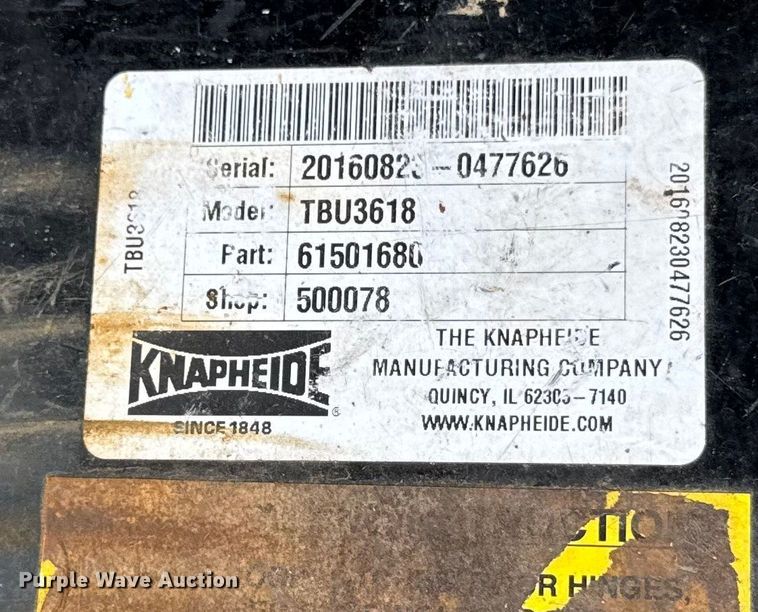 Serial: 20160823-0477626
Model: TBU3618
Part: 61501680
Shop: 500078
TBU3618
201608230477626
KNAPHEIDE®
SINCE 1848
THE KNAPHEIDE
MANUFACTURING COMPANY
QUINCY, IL 62305-7140
WWW.KNAPHEIDE.COM
HINGES,
Purple Wave Auction